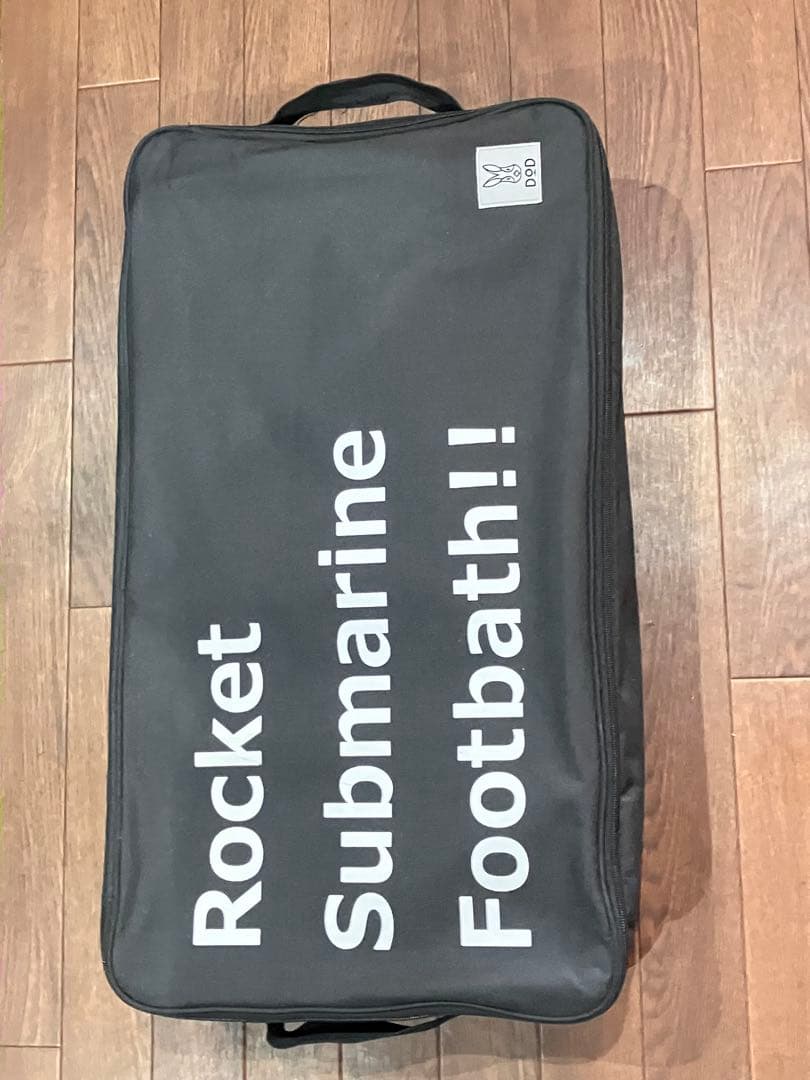 DOD
Rocket
Submarine
Footbath!!